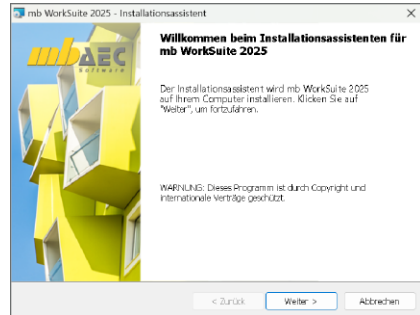 mb WorkSuite 2025 - Installationsassistent
mb AEC
Software
Willkommen beim Installationsassistenten für
mb WorkSuite 2025
Der Installationsassistent wird mb WorkSuite 2025
auf Ihrem Computer installieren. Klicken Sie auf
"Weiter", um fortzufahren.
WARNUNG: Dieses Programm ist durch Copyright und
internationale Verträge geschützt.
< Zurück
Weiter >
Abbrechen